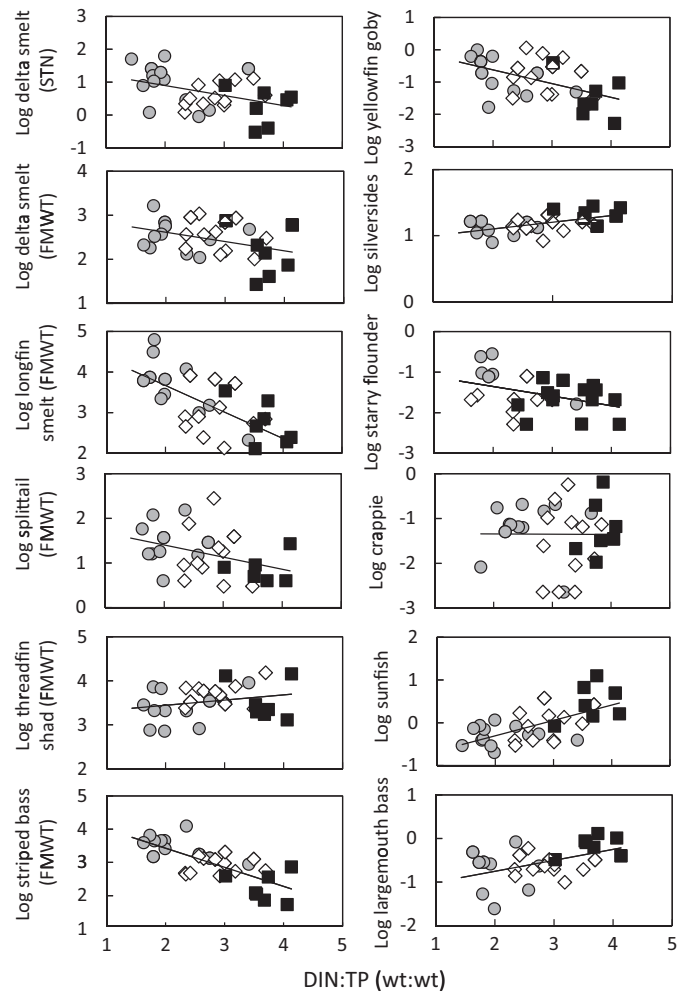 Log delta smelt
(STN)
3
2
1
0
-1
Log yellowfin goby
1
0
-1
-2
-3
Log delta smelt
(FMWT)
4
3
2
1
Log silversides
2
1
0
Log longfin
smelt (FMWT)
5
4
3
2
Log starry flounder
0
-1
-2
-3
Log splittail
(FMWT)
3
2
1
0
Log crappie
0
-1
-2
-3
Log threadfin
shad (FMWT)
5
4
3
2
Log sunfish
2
1
0
-1
Log striped bass
(FMWT)
5
4
3
2
1
1 2 3 4 5
Log largemouth bass
1
0
-1
-2
1 2 3 4 5
DIN:TP (wt:wt)